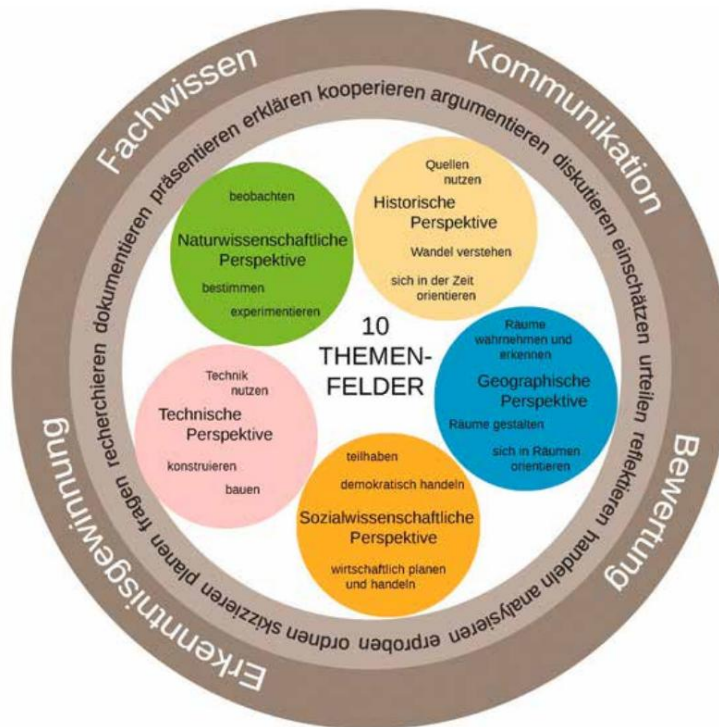 Fachwissen
Kommunikation
Bewertung
Erkenntnisgewinnung
fragen recherchieren dokumentieren präsentieren erklären kooperieren argumentieren diskutieren einschätzen urteilen reflektieren handeln analysieren erproben ordnen skizzieren planen
beobachten
Naturwissenschaftliche
Perspektive
bestimmen
experimentieren
Quellen
nutzen
Historische
Perspektive
Wandel verstehen
sich in der Zeit
orientieren
10
THEMEN-
FELDER
Räume
wahrnehmen und
erkennen
Geographische
Perspektive
Räume gestalten
sich in Räumen
orientieren
Technik
nutzen
Technische
Perspektive
konstruieren
bauen
teilhaben
demokratisch handeln
Sozialwissenschaftliche
Perspektive
wirtschaftlich planen
und handeln